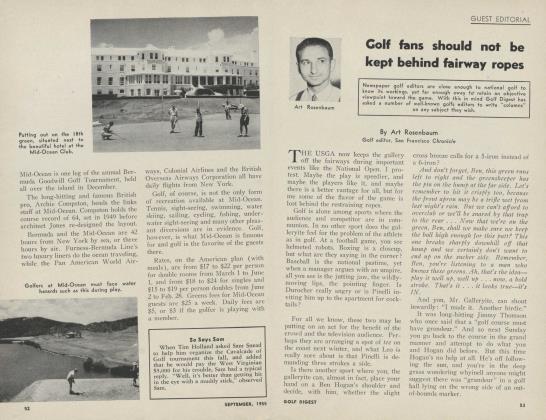 Putting out on the 18th
green, situated next to
the beautiful hotel at the
Mid-Ocean Club.
Mid-Ocean is one leg of the annual Ber-
muda Goodwill Golf Tournament, held
all over the island in December.
The long-hitting and famous British
pro, Archie Compston, heads the links
staff at Mid-Ocean. Compston holds the
course record of 64, set in 1949 before
architect Jones re-designed the layout.
Bermuda and the Mid-Ocean are 42
hours from New York by sea, or three
hours by air. Furness-Bermuda Line's
two luxury liners do the ocean traveling,
while the Pan American World Air-
Golfers at Mid-Ocean must face water
hazards such as this during play.
52
ways, Colonial Airlines and the British
Overseas Airways Corporation all have
daily flights from New York.
Golf, of course, is not the only form
of recreation available at Mid-Ocean.
Tennis, sight-seeing, swimming, water
skiing, sailing, cycling, fishing, under-
water sight-seeing and many other pleas-
ant diversions are in evidence. Golf,
however, is what Mid-Ocean is famous
for and golf is the favorite of the guests
there.
Rates, on the American plan (with
meals), are from $17 to $22 per person
for double rooms from March 1 to June
1, and from $18 to $24 for singles and
$15 to $19 per person doubles from June
2 to Feb. 28. Greens fees for Mid-Ocean
guests are $25 a week. Daily fees are
$5, or $3 if the golfer is playing with
a member.
So Says Sam
When Tim Holland asked Sam Snead
to help him organize the Cavalcade of
Golf tournament this fall, and added
that he would pay the West Virginian
$5,000 for his trouble, Sam had a typical
reply. "Well, it's better than getting hit
in the eye with a muddy stick," observed
Sam.
SEPTEMBER, 1955
GUEST EDITORIAL
Art Rosenbaum
Golf fans should not be
kept behind fairway ropes
Newspaper golf editors are close enough to national golf to
know its workings yet far enough away to retain an objective
viewpoint toward the game. With this in mind Golf Digest has
asked a number of well-known golf editors to write "columns"
on any subject they wish.
By Art Rosenbaum
Golf editor, San Francisco Chronicle
THE USGA now keeps the gallery
off the fairways during important
events like the National Open. I pro-
test. Maybe the play is speedier, and
maybe the players like it, and maybe
there is a better vantage for all, but for
me some of the flavor of the game is
lost behind the restraining ropes.
Golf is alone among sports where the
audience and competitor are in com-
munion. In no other sport does the gal-
leryite feel for the problem of the athlete
as in golf. At a football game, you see
helmeted robots. Boxing is a closeup,
but what are they saying in the corner?
Baseball is the national pastime, yet
when a manager argues with an umpire,
all you see is the jutting jaw, the wildly-
moving lips, the pointing finger. Is
Durocher really angry or is Pinelli in-
viting him up to the apartment for cock-
tails?
For all we know, these two may be
putting on an act for the benefit of the
crowd and the television audience. Per-
haps they are arranging a spot of tea on
the coast next winter, and what Leo is
really sore about is that Pinelli is de-
manding three strokes a side.
Is there another sport where you, the
galleryite can, almost in fact, place your
hand on a Ben Hogan's shoulder and
decide, with him, whether the slight
cross breeze calls for a 5-iron instead of
a 6-iron?
And don't forget, Ben, this green runs
left to right and the groundkeeper has
the pin on the hump at the far side. Let's
remember to hit it crisply too, because
the front apron may be a trifle wet from
last night's rain. But we can't afford to
overclub or we'll be snared by that trap
to the rear . . . Now that we're on the
green, Ben, shall we make sure we keep
the ball high enough for this putt? This
one breaks sharply downhill off that
hump and we certainly don't want to
end up on the sucker side. Remember,
Ben, you're listening to a man who
knows these greens. Ah, that's the idea—
play it well up, well up . . . now, a bold
stroke. That's it . . . it looks true—it's
IN.
And you, Mr. Galleryite, can shout
inwardly: "I made it. Another birdie."
It was long-hitting Jimmy Thomson
who once said that a "golf course must
have grandeur." And so next Sunday
you go back to the course in the grand
manner and attempt to do what you
and Hogan did before. But this time
Hogan's no help at all. He's off follow-
ing the sun, and you're in the deep
grass wondering why in hell anyone might
suggest there was "grandeur" in a golf
ball lying on the wrong side of an out-
of-bounds marker.
GOLF DIGEST
53